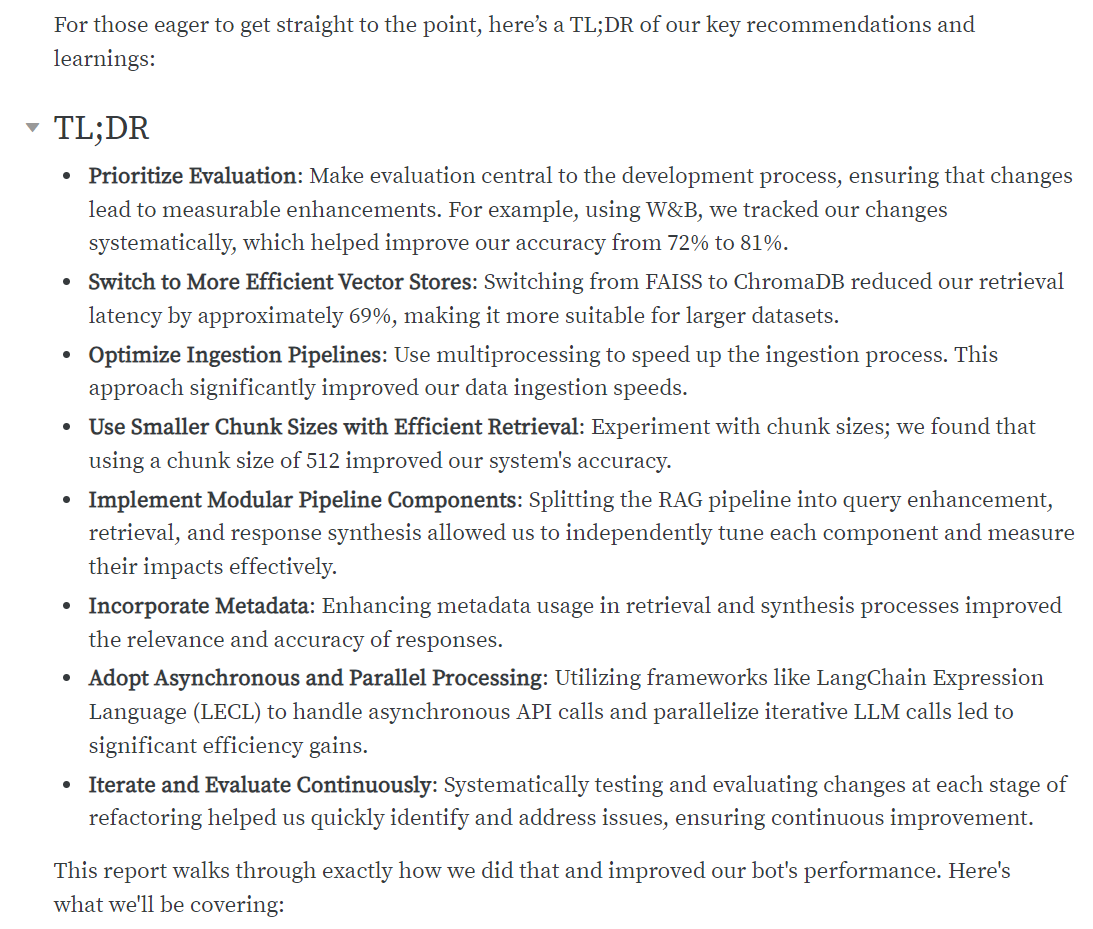 For those eager to get straight to the point, here’s a TL;DR of our key recommendations and
learnings:
TL;DR
• Prioritize Evaluation: Make evaluation central to the development process, ensuring that changes
lead to measurable enhancements. For example, using W&B, we tracked our changes
systematically, which helped improve our accuracy from 72% to 81%.
• Switch to More Efficient Vector Stores: Switching from FAISS to ChromaDB reduced our retrieval
latency by approximately 69%, making it more suitable for larger datasets.
• Optimize Ingestion Pipelines: Use multiprocessing to speed up the ingestion process. This
approach significantly improved our data ingestion speeds.
• Use Smaller Chunk Sizes with Efficient Retrieval: Experiment with chunk sizes; we found that
using a chunk size of 512 improved our system's accuracy.
• Implement Modular Pipeline Components: Splitting the RAG pipeline into query enhancement,
retrieval, and response synthesis allowed us to independently tune each component and measure
their impacts effectively.
• Incorporate Metadata: Enhancing metadata usage in retrieval and synthesis processes improved
the relevance and accuracy of responses.
• Adopt Asynchronous and Parallel Processing: Utilizing frameworks like LangChain Expression
Language (LECL) to handle asynchronous API calls and parallelize iterative LLM calls led to
significant efficiency gains.
• Iterate and Evaluate Continuously: Systematically testing and evaluating changes at each stage of
refactoring helped us quickly identify and address issues, ensuring continuous improvement.
This report walks through exactly how we did that and improved our bot's performance. Here's
what we'll be covering: